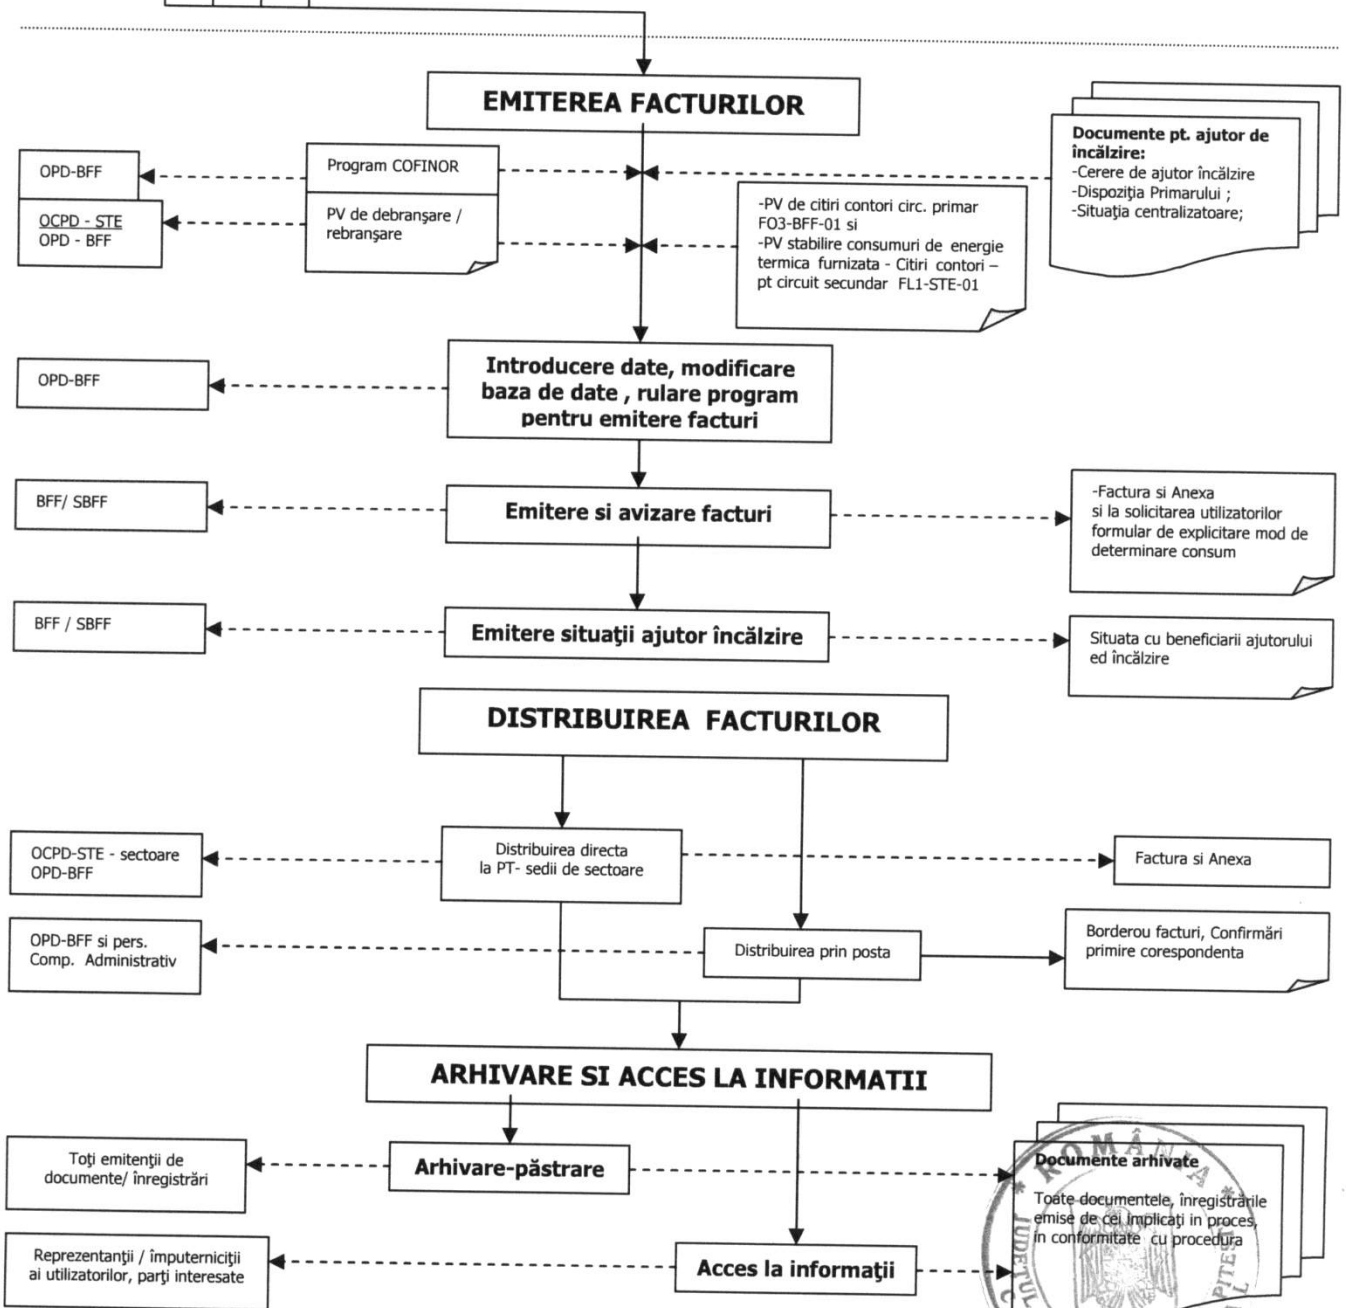 EMITEREA FACTURILOR
Documente pt. ajutor de
încălzire:
-Cerere de ajutor încălzire
-Dispoziţia Primarului ;
-Situaţia centralizatoare;
OPD-BFF
Program COFINOR
OCPD - STE
OPD - BFF
PV de debranşare /
rebranşare
-PV de citiri contori circ. primar
FO3-BFF-01 si
-PV stabilire consumuri de energie
termica furnizata - Citiri contori –
pt circuit secundar FL1-STE-01
OPD-BFF
Introducere date, modificare
baza de date , rulare program
pentru emitere facturi
BFF/ SBFF
Emitere si avizare facturi
-Factura si Anexa
si la solicitarea utilizatorilor
formular de explicitare mod de
determinare consum
BFF / SBFF
Emitere situaţii ajutor încălzire
Situata cu beneficiarii ajutorului
ed încălzire
DISTRIBUIREA FACTURILOR
OCPD-STE - sectoare
OPD-BFF
Distribuirea directa
la PT- sedii de sectoare
Factura si Anexa
OPD-BFF si pers.
Comp. Administrativ
Distribuirea prin posta
Borderou facturi, Confirmări
primire corespondenta
ARHIVARE SI ACCES LA INFORMATII
Toţi emitenţii de
documente/ înregistrări
Arhivare-păstrare
Documente arhivate
Toate documentele, înregistrările
emise de cei implicaţi in proces,
in conformitate cu procedura
Reprezentanţii / împuterniciţii
ai utilizatorilor, parţi interesate
Acces la informaţii
* ROMÂNIA *
JUDEŢUL
PITEŞTI